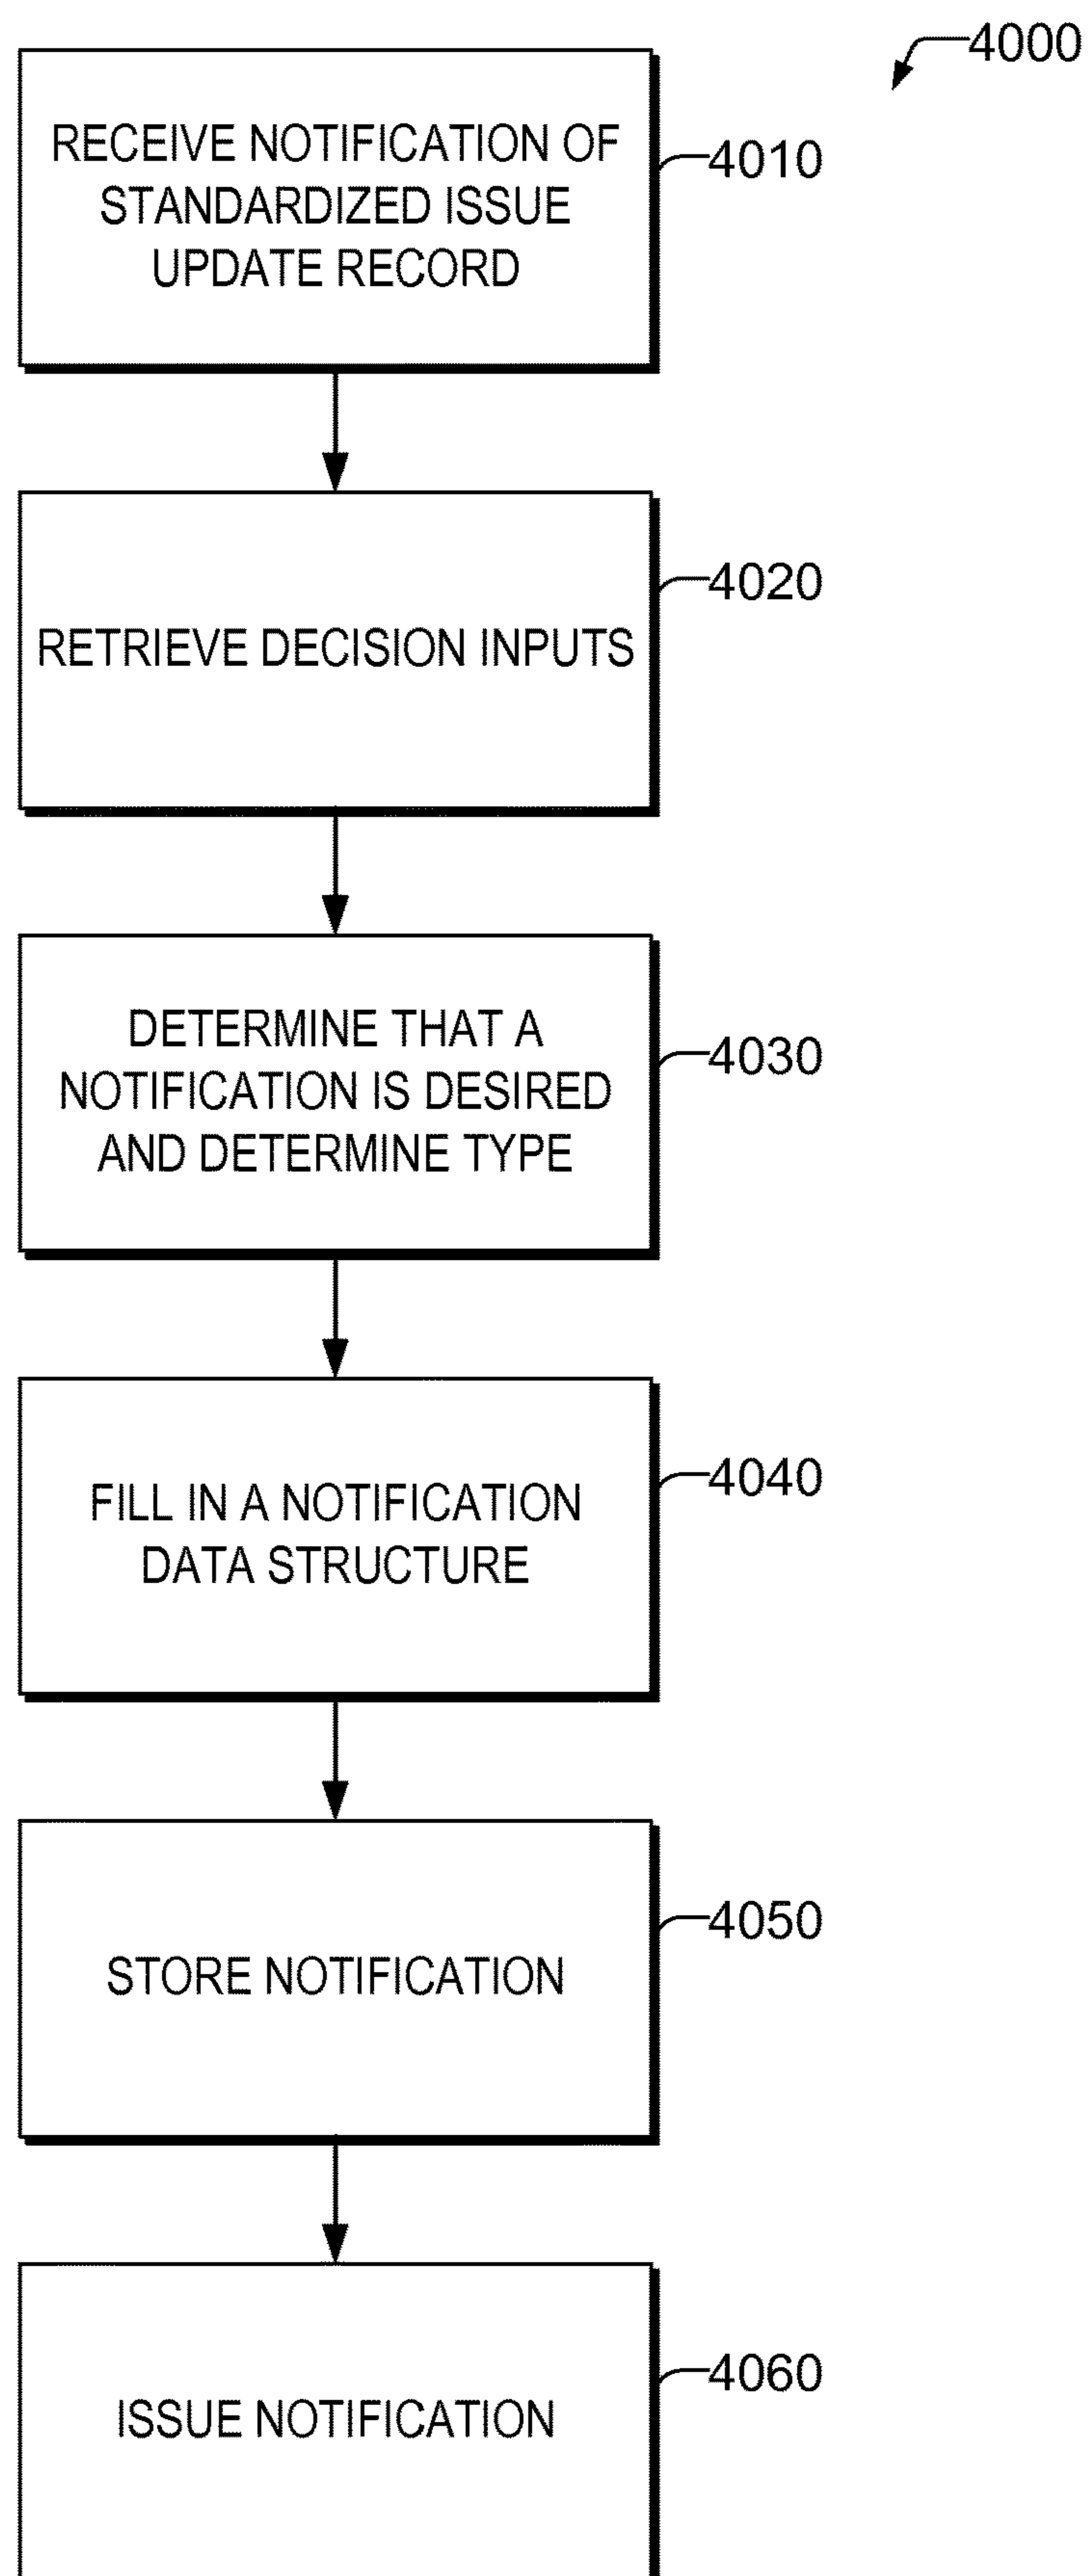 4000
RECEIVE NOTIFICATION OF
STANDARDIZED ISSUE
UPDATE RECORD
4010
RETRIEVE DECISION INPUTS
4020
DETERMINE THAT A
NOTIFICATION IS DESIRED
AND DETERMINE TYPE
4030
FILL IN A NOTIFICATION
DATA STRUCTURE
4040
STORE NOTIFICATION
4050
ISSUE NOTIFICATION
4060